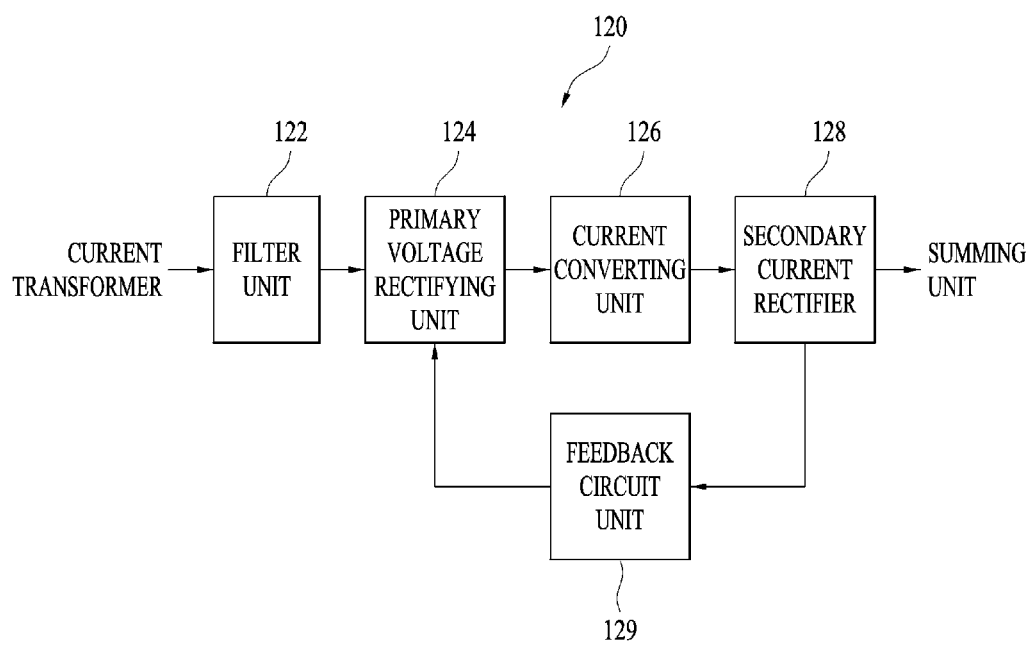 120
122
124
126
128
CURRENT
TRANSFORMER
FILTER
UNIT
PRIMARY
VOLTAGE
RECTIFYING
UNIT
CURRENT
CONVERTING
UNIT
SECONDARY
CURRENT
RECTIFIER
SUMMING
UNIT
FEEDBACK
CIRCUIT
UNIT
129